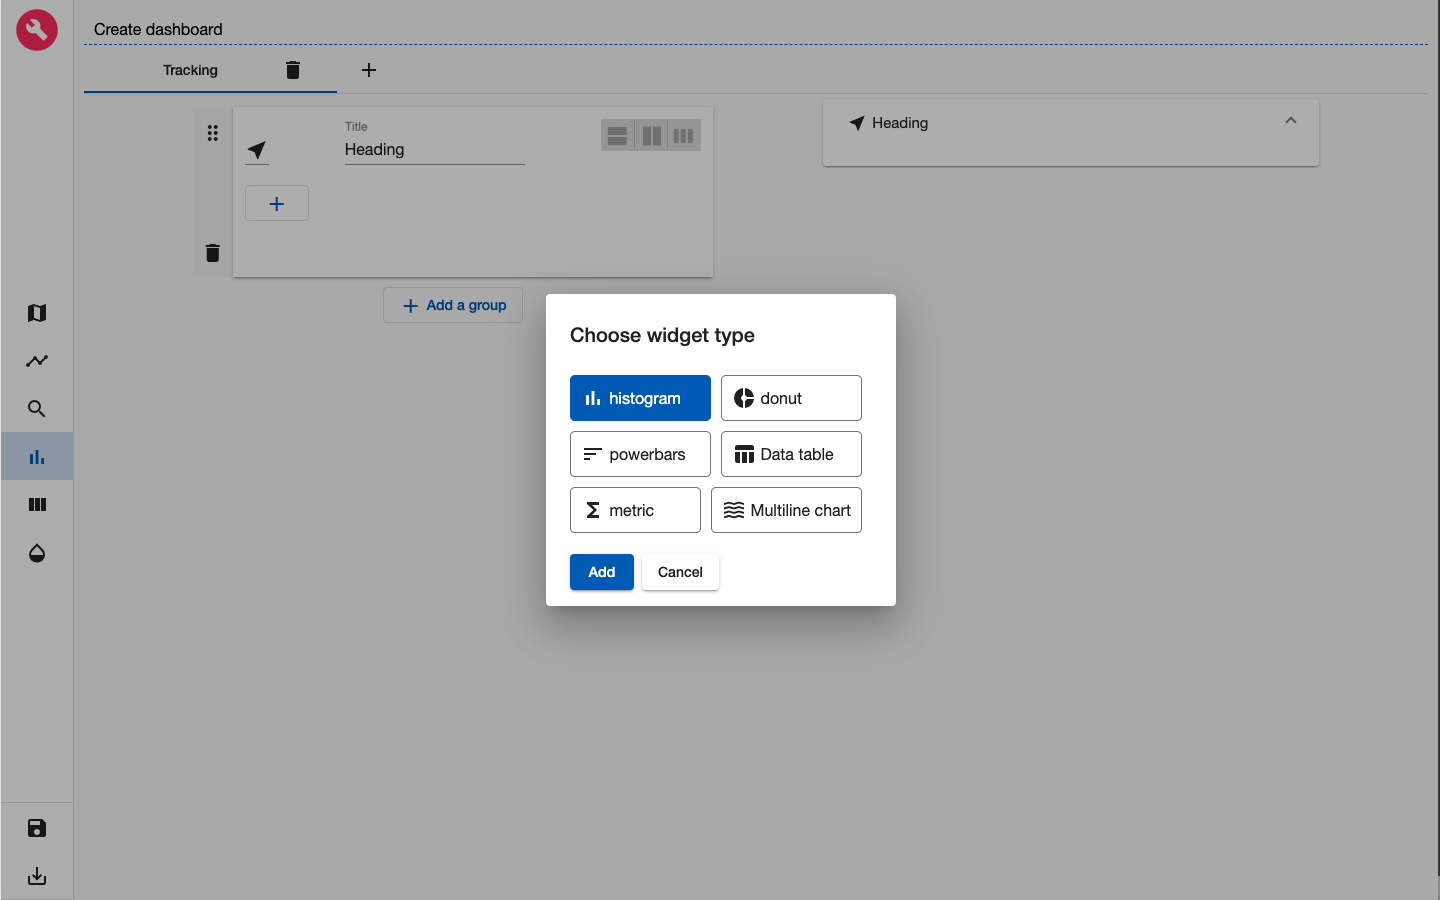 Create dashboard
Tracking
Title
Heading
Heading
Add a group
Choose widget type
histogram
donut
powerbars
Data table
metric
Multiline chart
Add
Cancel